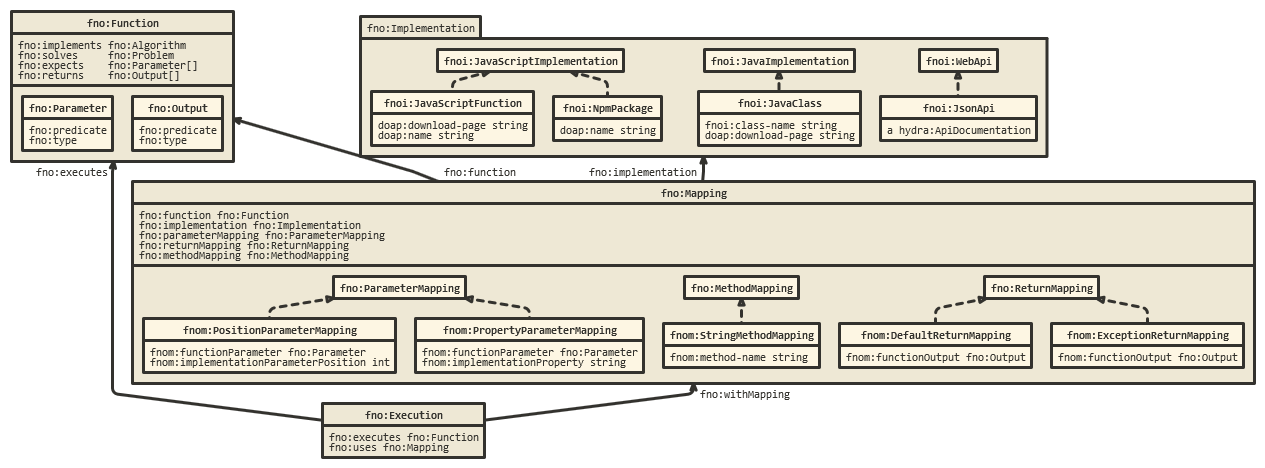 fno:Function
fno:implements fno:Algorithm
fno:solves fno:Problem
fno:expects fno:Parameter[]
fno:returns fno:Output[]
fno:Parameter
fno:predicate
fno:type
fno:Output
fno:predicate
fno:type
fno:Implementation
fnoi:JavaScriptImplementation
fnoi:JavaImplementation
fnoi:WebApi
fnoi:JavaScriptFunction
doap:download-page string
doap:name string
fnoi:NpmPackage
doap:name string
fnoi:JavaClass
fnoi:class-name string
doap:download-page string
fnoi:JsonApi
a hydra:ApiDocumentation
fno:executes
fno:function
fno:implementation
fno:Mapping
fno:function fno:Function
fno:implementation fno:Implementation
fno:parameterMapping fno:ParameterMapping
fno:returnMapping fno:ReturnMapping
fno:methodMapping fno:MethodMapping
fno:ParameterMapping
fno:MethodMapping
fno:ReturnMapping
fnom:PositionParameterMapping
fnom:functionParameter fno:Parameter
fnom:implementationParameterPosition int
fnom:PropertyParameterMapping
fnom:functionParameter fno:Parameter
fnom:implementationProperty string
fnom:StringMethodMapping
fnom:method-name string
fnom:DefaultReturnMapping
fnom:functionOutput fno:Output
fnom:ExceptionReturnMapping
fnom:functionOutput fno:Output
fno:withMapping
fno:Execution
fno:executes fno:Function
fno:uses fno:Mapping